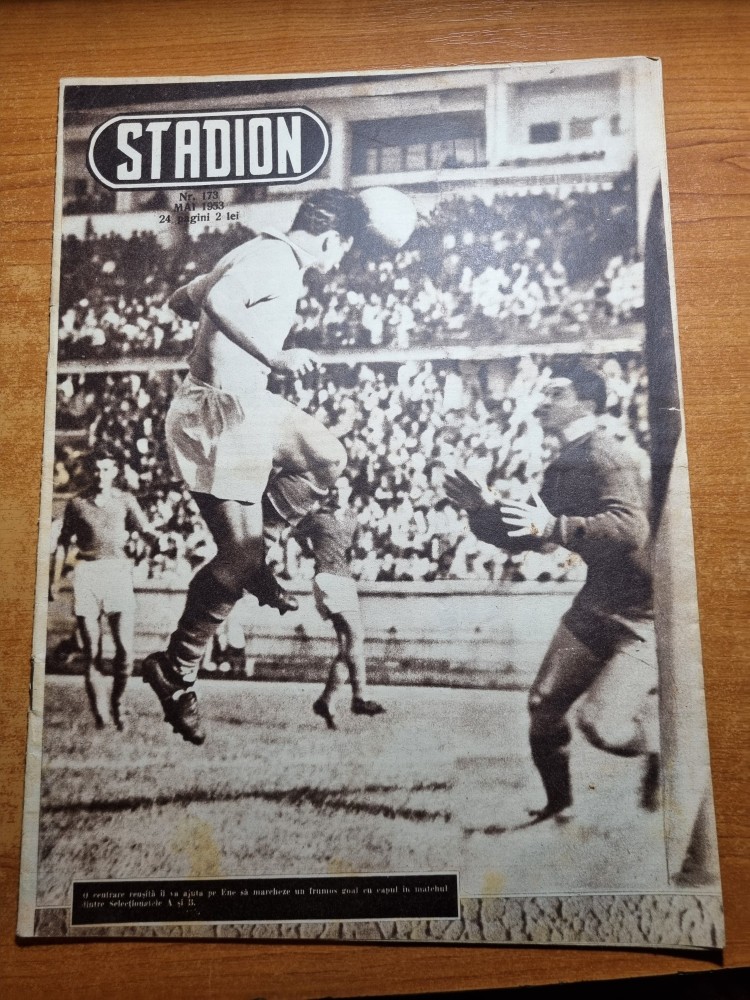 STADION
Nr. 173
MAI 1953
24 pagini 2 lei
O centrare reușită îl va ajuta pe Ene să marcheze un frumos goal cu capul în matchul
dintre Selecționatele A și B.